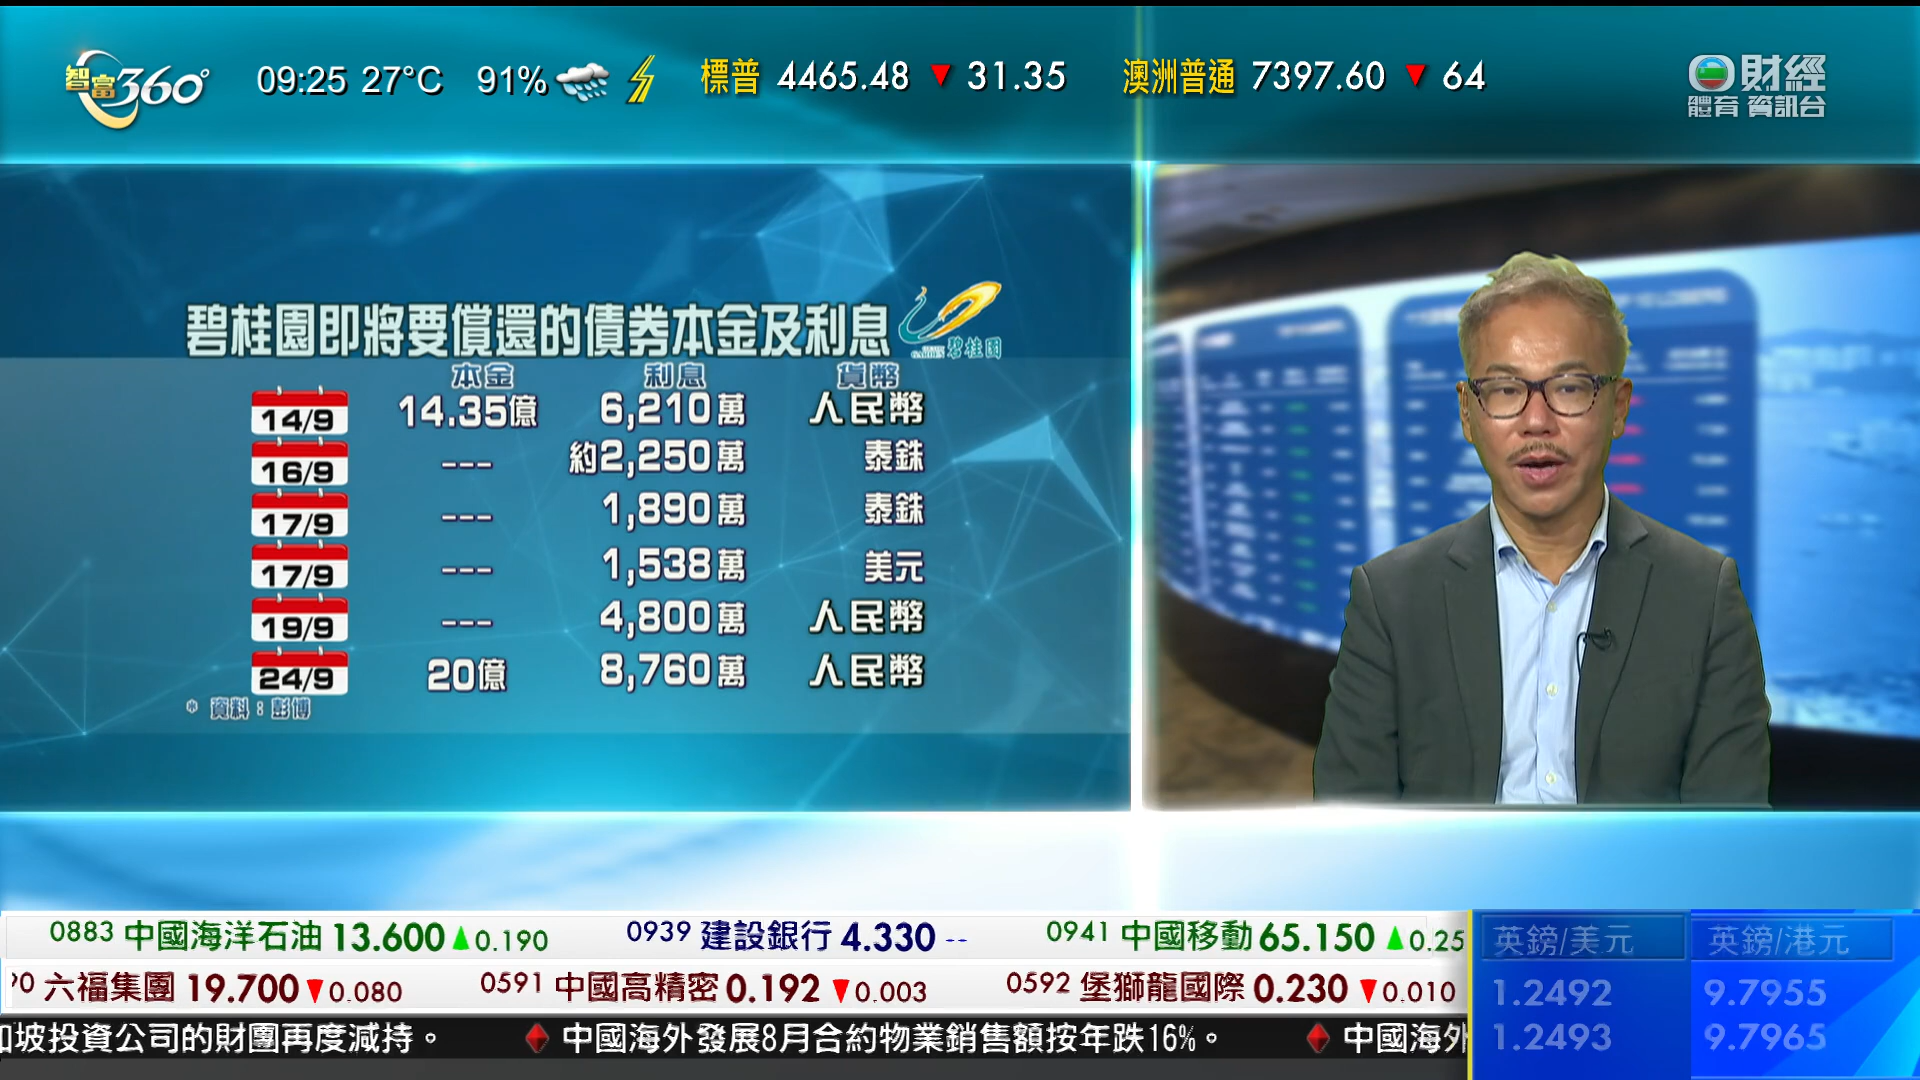 智富360°
09:25 27°C 91%
標普 4465.48 ▼ 31.35
澳洲普通 7397.60 ▼ 64
財經
體育 資訊台
碧桂園即將要償還的債券本金及利息
碧桂園
本金 利息 貨幣
14/9 14.35億 6,210萬 人民幣
16/9 --- 約2,250萬 泰銖
17/9 --- 1,890萬 泰銖
17/9 --- 1,538萬 美元
19/9 --- 4,800萬 人民幣
24/9 20億 8,760萬 人民幣
* 資料：彭博
0883 中國海洋石油 13.600 ▲0.190 0939 建設銀行 4.330 -- 0941 中國移動 65.150 ▲0.25
六福集團 19.700 ▼0.080 0591 中國高精密 0.192 ▼0.003 0592 堡獅龍國際 0.230 ▼0.010
坡投資公司的財團再度減持。 ♦ 中國海外發展8月合約物業銷售額按年跌16%。 ♦ 中國海外
英鎊/美元 英鎊/港元
1.2492 9.7955
1.2493 9.7965